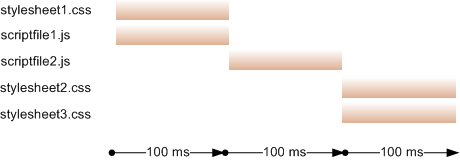 stylesheet1.css
scriptfile1.js
scriptfile2.js
stylesheet2.css
stylesheet3.css
100 ms 100 ms 100 ms